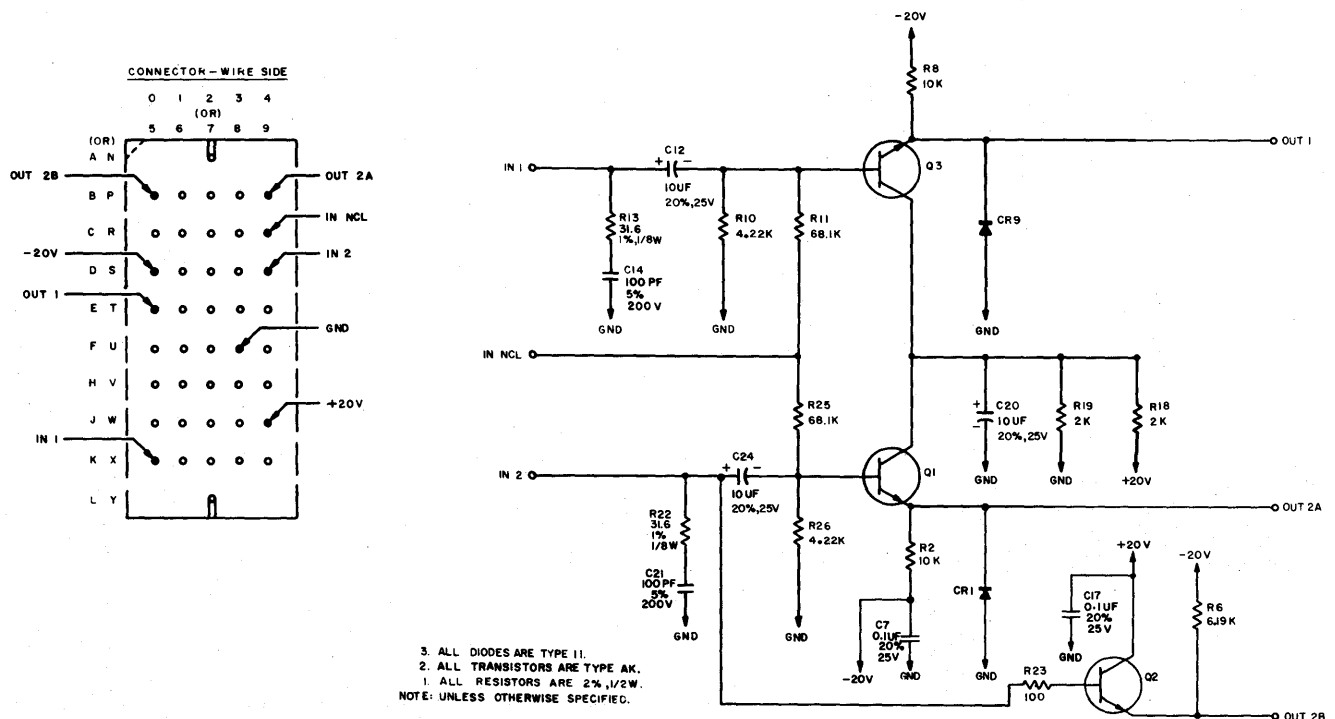 CONNECTOR-WIRE SIDE
0 1 2 3 4
(OR)
5 6 7 8 9
(OR)
A N
OUT 2B
OUT 2A
B P
IN NCL
C R
-20V
IN 2
D S
OUT 1
E T
GND
F U
H V
+20V
J W
IN 1
K X
L Y
-20V
R8
10K
OUT 1
Q3
IN 1
C12
+ -
10UF
20%,25V
R13
31.6
1%,1/8W
C14
100 PF
5%
200V
GND
R10
4.22K
GND
R11
68.1K
CR9
GND
IN NCL
R25
68.1K
C20
+
-
10UF
20%,25V
GND
R19
2K
GND
R18
2K
+20V
IN 2
C24
+ -
10UF
20%,25V
Q1
OUT 2A
R22
31.6
1%
1/8W
C21
100PF
5%
200V
GND
R26
4.22K
GND
R2
10K
C7
0.1UF
20%
25V
-20V
GND
CR1
GND
+20V
C17
0.1UF
20%
25V
GND
-20V
R6
6.19K
R23
100
Q2
OUT 2B
3. ALL DIODES ARE TYPE 11.
2. ALL TRANSISTORS ARE TYPE AK.
1. ALL RESISTORS ARE 2%,1/2W.
NOTE: UNLESS OTHERWISE SPECIFIED.